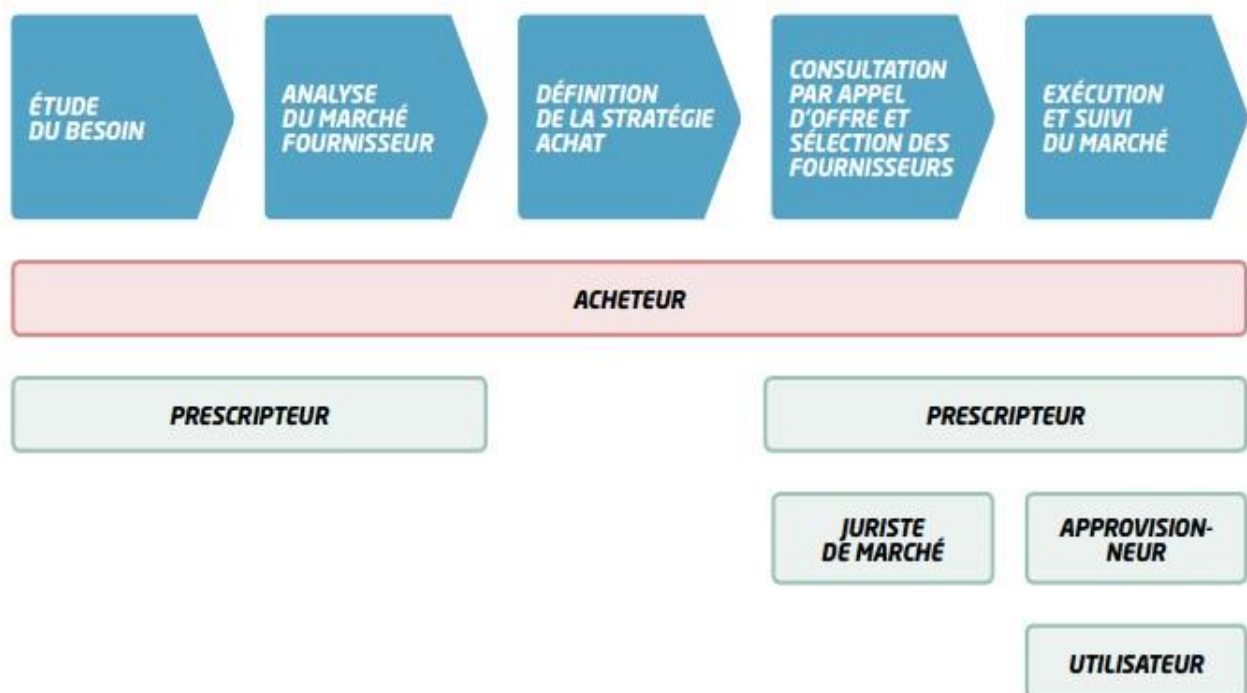 ÉTUDE
DU BESOIN
ANALYSE
DU MARCHÉ
FOURNISSEUR
DÉFINITION
DE LA STRATÉGIE
ACHAT
CONSULTATION
PAR APPEL
D'OFFRE ET
SÉLECTION DES
FOURNISSEURS
EXÉCUTION
ET SUIVI
DU MARCHÉ
ACHETEUR
PRESCRIPTEUR
PRESCRIPTEUR
JURISTE
DE MARCHÉ
APPROVISION-
NEUR
UTILISATEUR